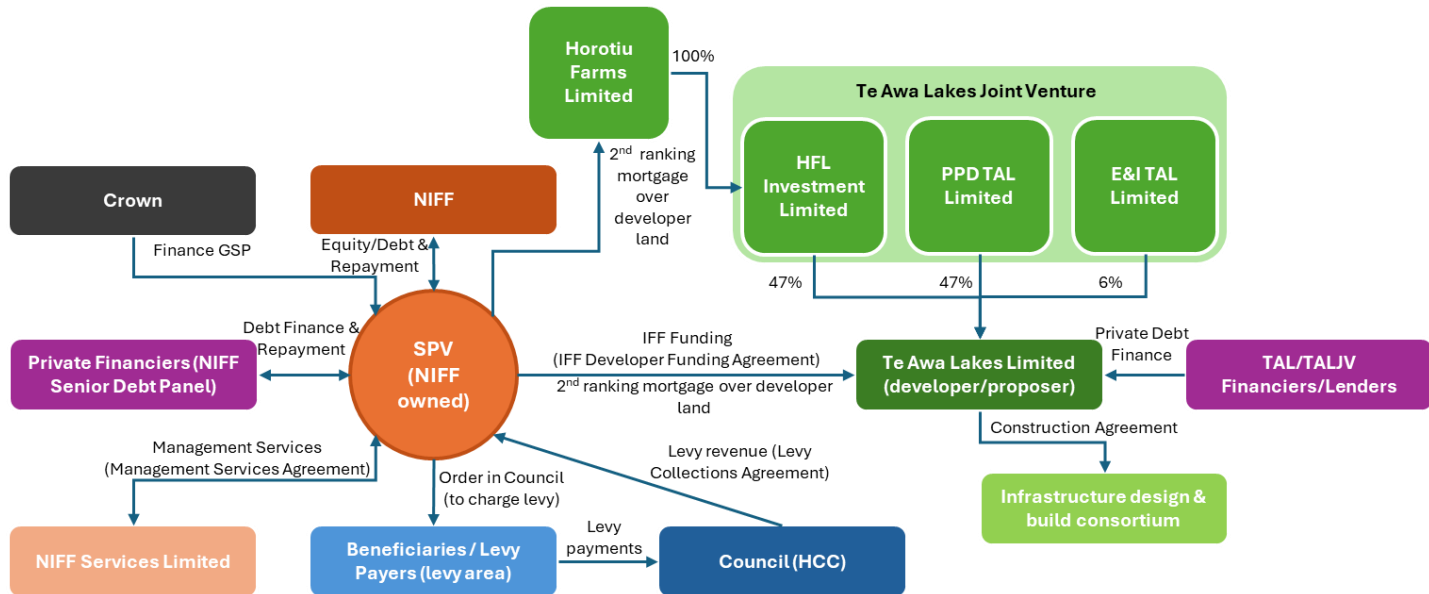 Horotiu
Farms
Limited
100%
Te Awa Lakes Joint Venture
HFL
Investment
Limited
PPD TAL
Limited
E&I TAL
Limited
2nd ranking
mortgage
over
developer
land
Crown
NIFF
Finance GSP
Equity/Debt &
Repayment
47%
47%
6%
Debt Finance &
Repayment
Private Financiers (NIFF
Senior Debt Panel)
SPV
(NIFF
owned)
IFF Funding
(IFF Developer Funding Agreement)
2nd ranking mortgage over developer
land
Te Awa Lakes Limited
(developer/proposer)
Private Debt
Finance
TAL/TALJV
Financiers/Lenders
Construction Agreement
Management Services
(Management Services Agreement)
Order in Council
(to charge levy)
Levy revenue (Levy
Collections Agreement)
Infrastructure design &
build consortium
NIFF Services Limited
Beneficiaries / Levy
Payers (levy area)
Levy
payments
Council (HCC)